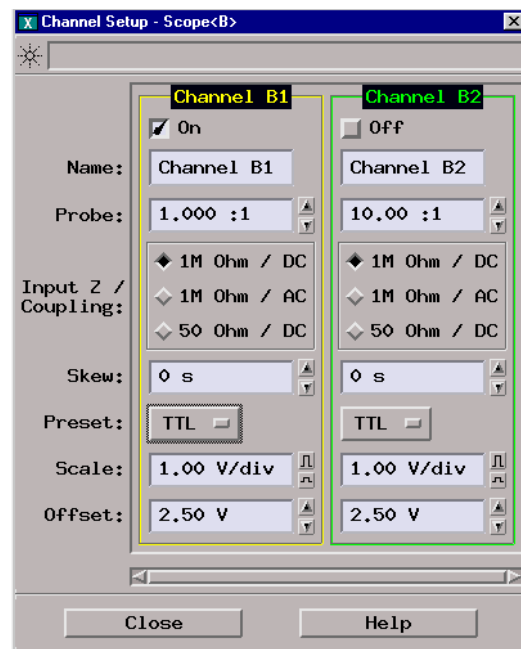 Channel Setup - Scope<B>
Channel B1 Channel B2
On Off
Name: Channel B1 Channel B2
Probe: 1.000 :1 10.00 :1
1M Ohm / DC 1M Ohm / DC
Input Z / 1M Ohm / AC 1M Ohm / AC
Coupling:
50 Ohm / DC 50 Ohm / DC
Skew: 0 s 0 s
Preset: TTL TTL
Scale: 1.00 V/div 1.00 V/div
Offset: 2.50 V 2.50 V
Close Help